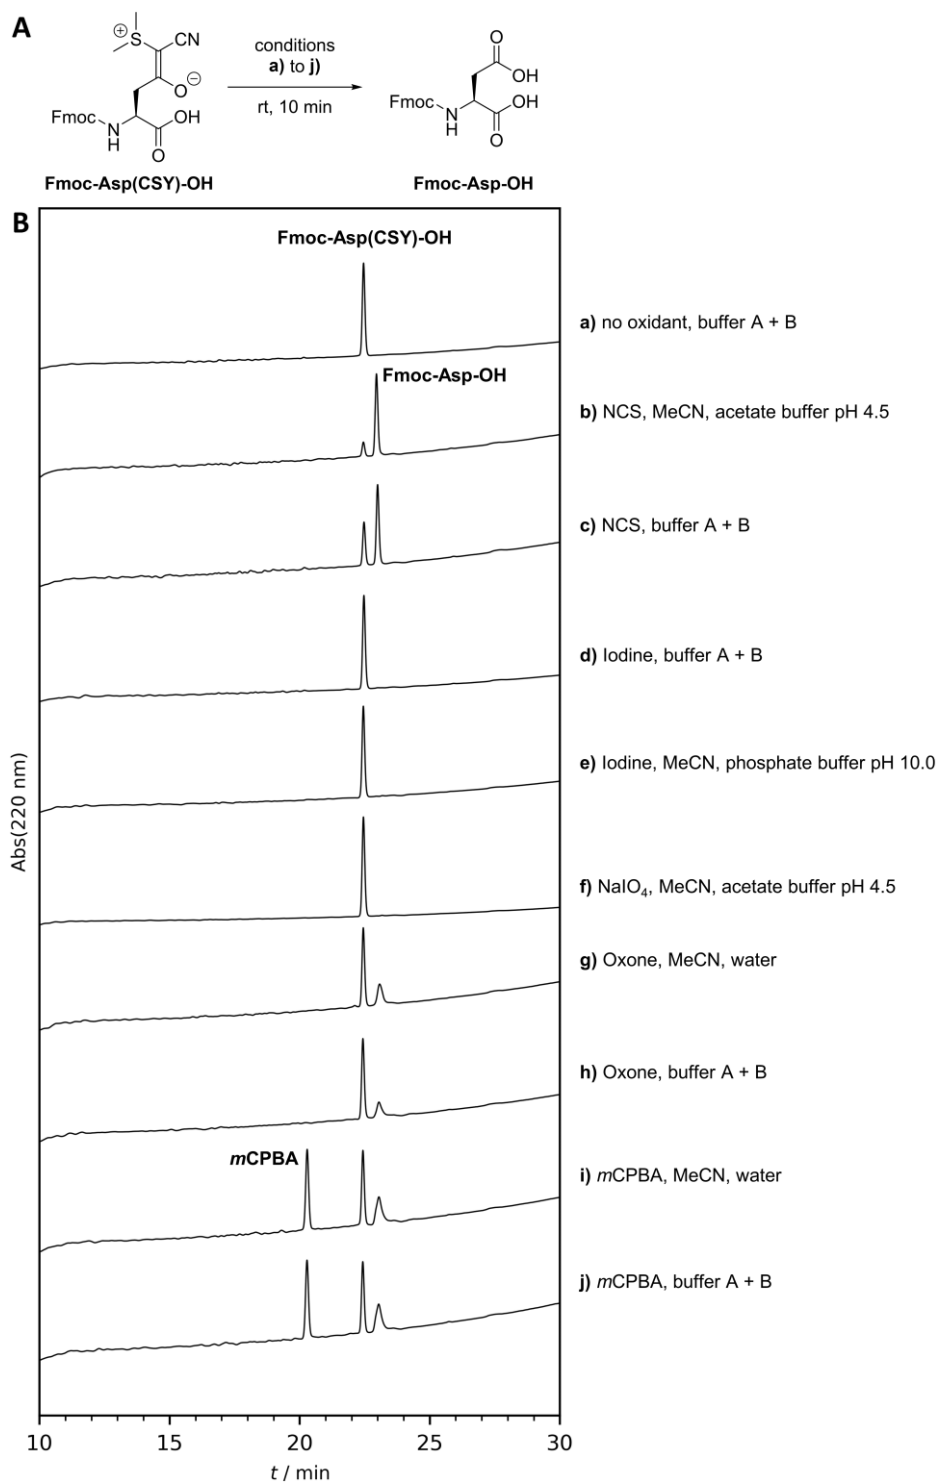 A
S
⊕
CN
O
⊖
Fmoc
N
H
OH
O
Fmoc-Asp(CSY)-OH
conditions
a) to j)
rt, 10 min
O
OH
Fmoc
N
H
OH
O
Fmoc-Asp-OH
B
Fmoc-Asp(CSY)-OH
a) no oxidant, buffer A + B
Fmoc-Asp-OH
b) NCS, MeCN, acetate buffer pH 4.5
c) NCS, buffer A + B
d) Iodine, buffer A + B
e) Iodine, MeCN, phosphate buffer pH 10.0
f) NaIO₄, MeCN, acetate buffer pH 4.5
g) Oxone, MeCN, water
h) Oxone, buffer A + B
mCPBA
i) mCPBA, MeCN, water
j) mCPBA, buffer A + B
Abs(220 nm)
10 15 20 25 30
t / min